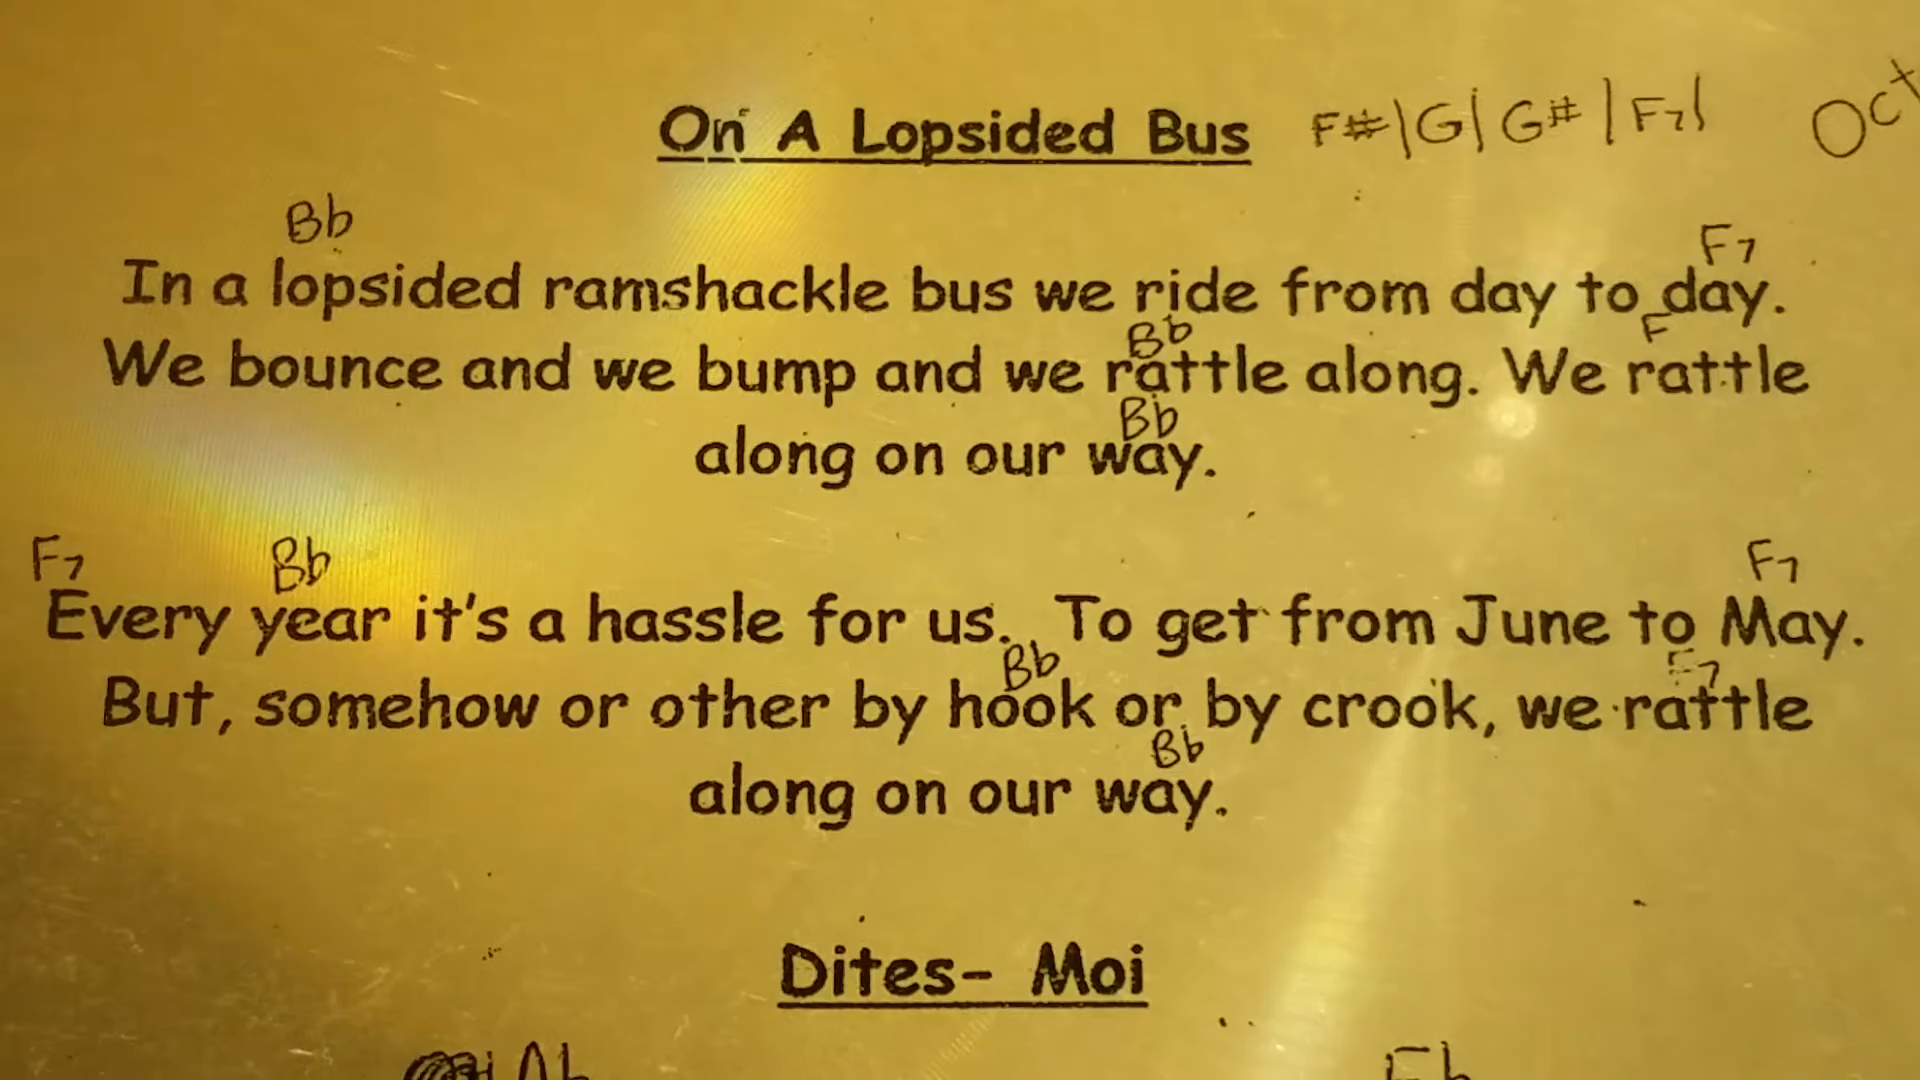 On A Lopsided Bus F#|G|G#|F7| Oct
Bb F7
In a lopsided ramshackle bus we ride from day to day.
Bb F
We bounce and we bump and we rattle along. We rattle
Bb
along on our way.
F7 Bb F7
Every year it's a hassle for us. To get from June to May.
Bb F7
But, somehow or other by hook or by crook, we rattle
Bb
along on our way.
Dites- Moi